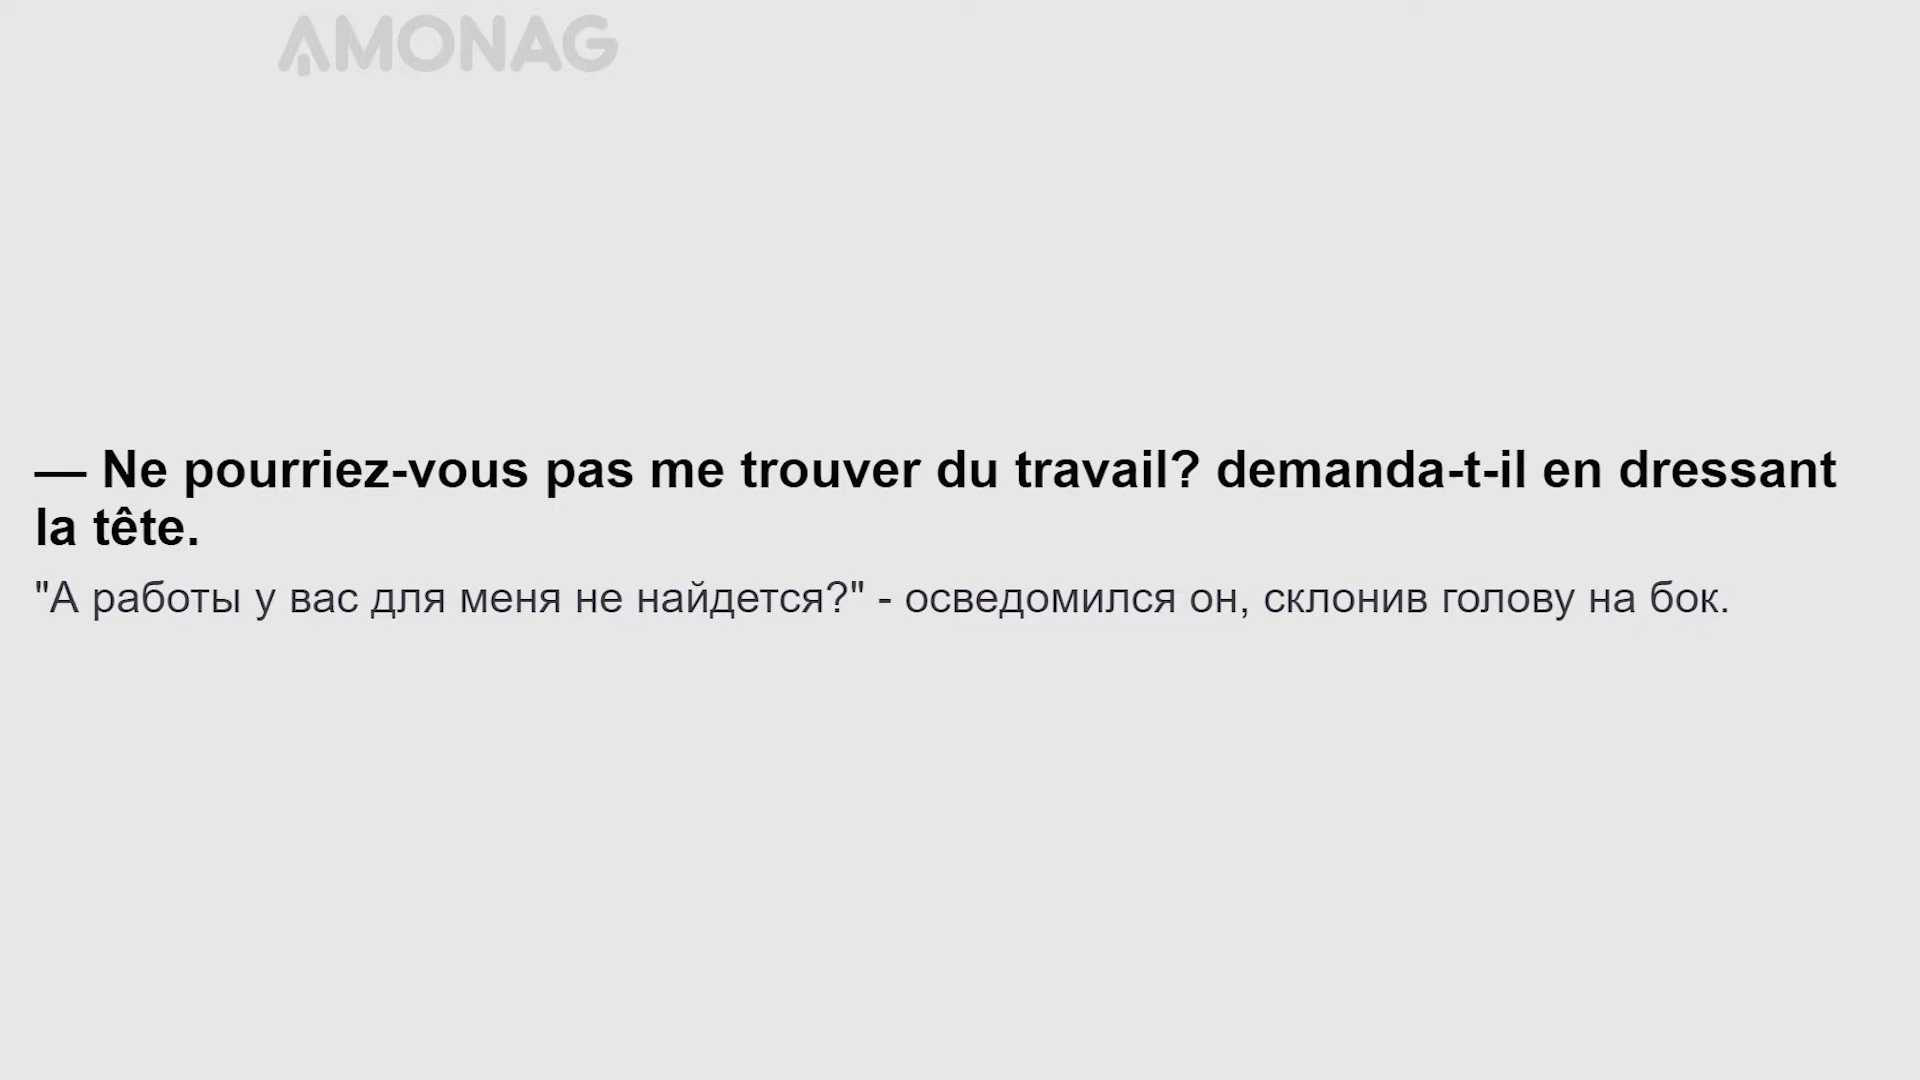 AMONAG
— Ne pourriez-vous pas me trouver du travail? demanda-t-il en dressant
la tête.
"А работы у вас для меня не найдется?" - осведомился он, склонив голову на бок.